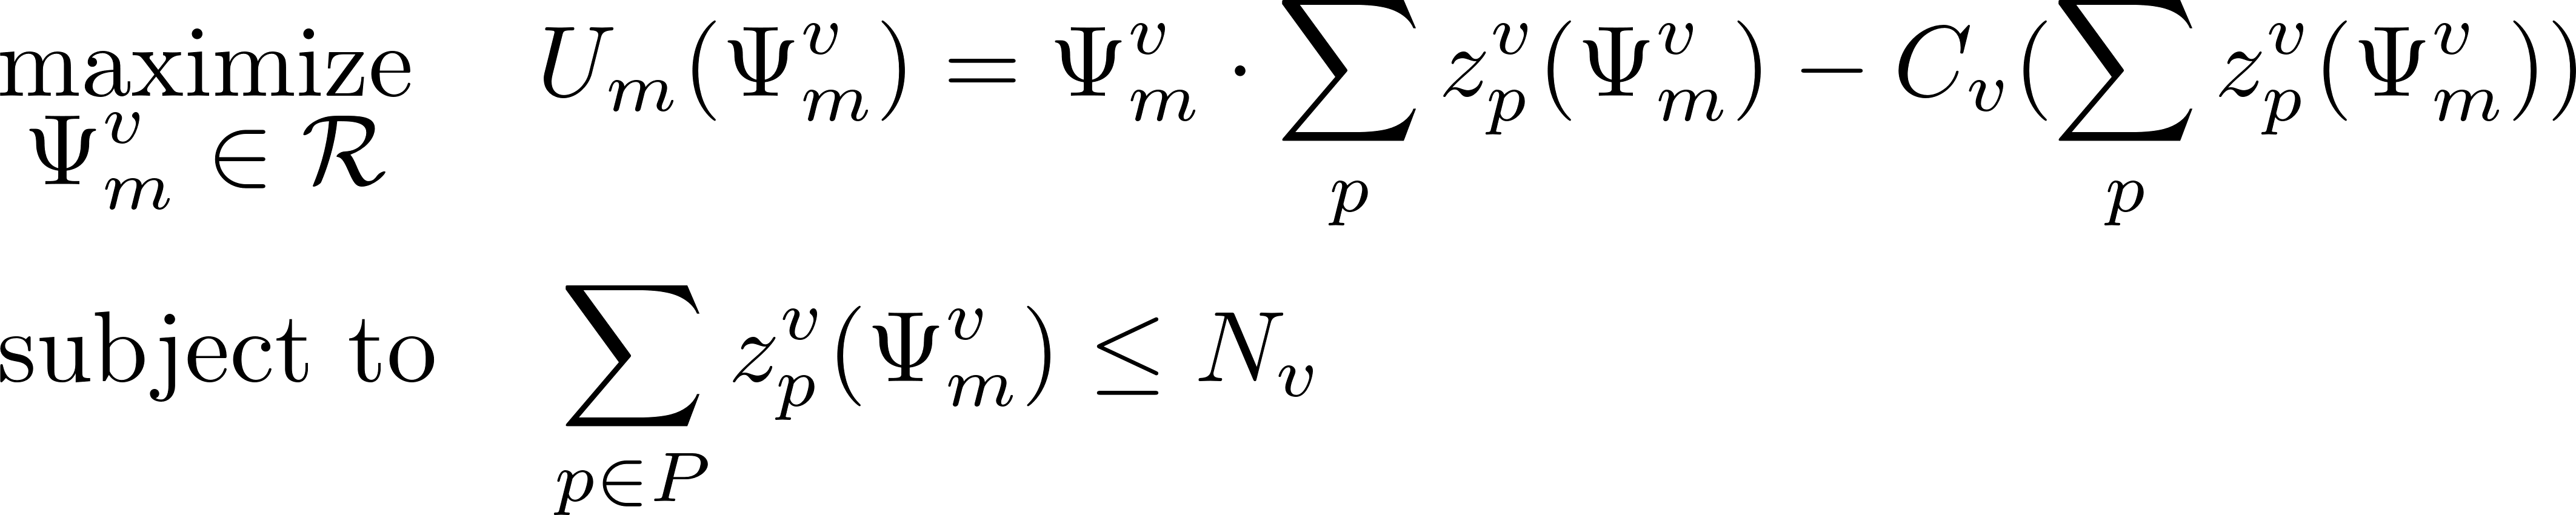 maximize U_m(Ψ_m^v) = Ψ_m^v · ∑_p z_p^v(Ψ_m^v) − C_v(∑_p z_p^v(Ψ_m^v))
Ψ_m^v ∈ ℛ
subject to ∑_{p∈P} z_p^v(Ψ_m^v) ≤ N_v